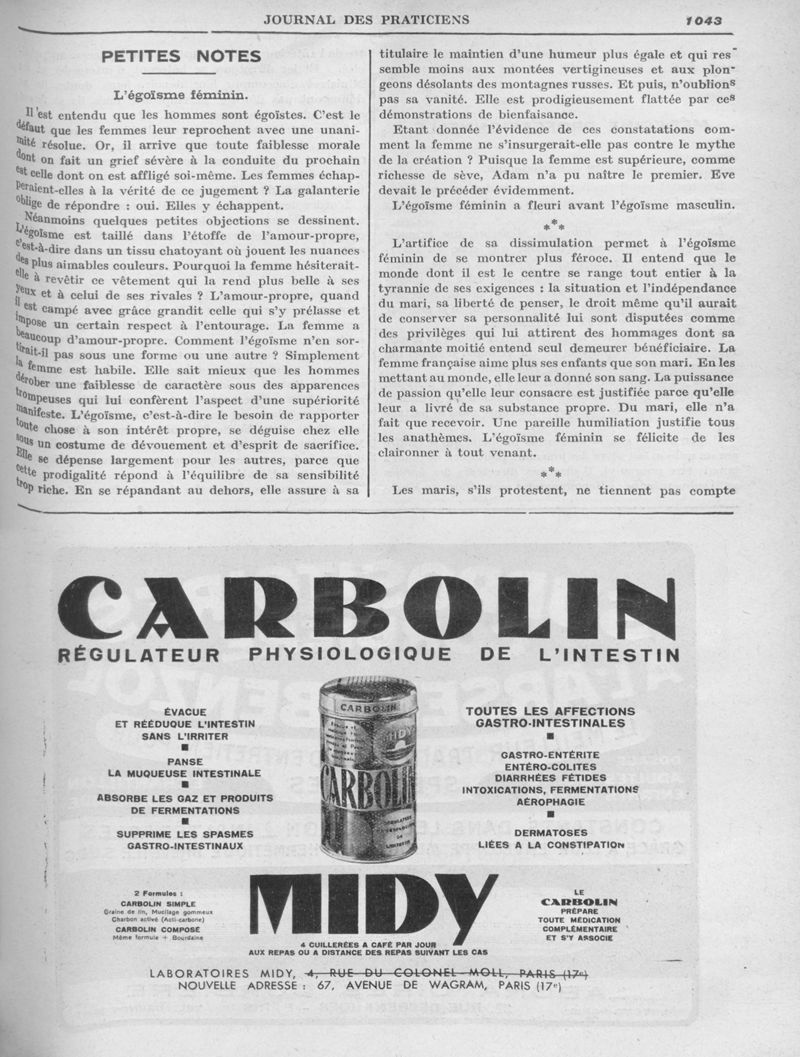 JOURNAL DES PRATICIENS 1043
PETITES NOTES
L'égoïsme féminin.
Il est entendu que les hommes sont égoïstes. C'est le
défaut que les femmes leur reprochent avec une unani-
mité résolue. Or, il arrive que toute faiblesse morale
dont on fait un grief sévère à la conduite du prochain
est celle dont on est affligé soi-même. Les femmes échap-
peraient-elles à la vérité de ce jugement ? La galanterie
oblige de répondre : oui. Elles y échappent.
Néanmoins quelques petites objections se dessinent.
L'égoïsme est taillé dans l'étoffe de l'amour-propre,
c'est-à-dire dans un tissu chatoyant où jouent les nuances
des plus aimables couleurs. Pourquoi la femme hésiterait-
elle à revêtir ce vêtement qui la rend plus belle à ses
yeux et à celui de ses rivales ? L'amour-propre, quand
il est campé avec grâce grandit celle qui s'y prélasse et
impose un certain respect à l'entourage. La femme a
beaucoup d'amour-propre. Comment l'égoïsme n'en sor-
tirait-il pas sous une forme ou une autre ? Simplement
la femme est habile. Elle sait mieux que les hommes
dérober une faiblesse de caractère sous des apparences
trompeuses qui lui confèrent l'aspect d'une supériorité
manifeste. L'égoïsme, c'est-à-dire le besoin de rapporter
toute chose à son intérêt propre, se déguise chez elle
sous un costume de dévouement et d'esprit de sacrifice.
Elle se dépense largement pour les autres, parce que
cette prodigalité répond à l'équilibre de sa sensibilité
trop riche. En se répandant au dehors, elle assure à sa
titulaire le maintien d'une humeur plus égale et qui res-
semble moins aux montées vertigineuses et aux plon-
geons désolants des montagnes russes. Et puis, n'oublions
pas sa vanité. Elle est prodigieusement flattée par ces
démonstrations de bienfaisance.
Etant donnée l'évidence de ces constatations com-
ment la femme ne s'insurgerait-elle pas contre le mythe
de la création ? Puisque la femme est supérieure, comme
richesse de sève, Adam n'a pu naître le premier. Eve
devait le précéder évidemment.
L'égoïsme féminin a fleuri avant l'égoïsme masculin.
***
L'artifice de sa dissimulation permet à l'égoïsme
féminin de se montrer plus féroce. Il entend que le
monde dont il est le centre se range tout entier à la
tyrannie de ses exigences : la situation et l'indépendance
du mari, sa liberté de penser, le droit même qu'il aurait
de conserver sa personnalité lui sont disputées comme
des privilèges qui lui attirent des hommages dont sa
charmante moitié entend seul demeurer bénéficiaire. La
femme française aime plus ses enfants que son mari. En les
mettant au monde, elle leur a donné son sang. La puissance
de passion qu'elle leur consacre est justifiée parce qu'elle
leur a livré de sa substance propre. Du mari, elle n'a
fait que recevoir. Une pareille humiliation justifie tous
les anathèmes. L'égoïsme féminin se félicite de les
claironner à tout venant.
***
Les maris, s'ils protestent, ne tiennent pas compte
CARBOLIN
RÉGULATEUR PHYSIOLOGIQUE DE L'INTESTIN
ÉVACUE
ET RÉÉDUQUE L'INTESTIN
SANS L'IRRITER
PANSE
LA MUQUEUSE INTESTINALE
ABSORBE LES GAZ ET PRODUITS
DE FERMENTATIONS
SUPPRIME LES SPASMES
GASTRO-INTESTINAUX
CARBOLIN
MIDY
CARBOLIN
TOUTES LES AFFECTIONS
GASTRO-INTESTINALES
GASTRO-ENTÉRITE
ENTÉRO-COLITES
DIARRHÉES FÉTIDES
INTOXICATIONS, FERMENTATIONS
AÉROPHAGIE
DERMATOSES
LIÉES A LA CONSTIPATION
2 Formules :
CARBOLIN SIMPLE
Graine de lin, Mucilage gommeux
Charbon activé (Acti-carbone)
CARBOLIN COMPOSÉ
Même formule + Bourdaine
MIDY
4 CUILLERÉES A CAFÉ PAR JOUR
AUX REPAS OU A DISTANCE DES REPAS SUIVANT LES CAS
LE
CARBOLIN
PRÉPARE
TOUTE MÉDICATION
COMPLÉMENTAIRE
ET S'Y ASSOCIE
LABORATOIRES MIDY, 4, RUE DU COLONEL MOLL, PARIS (17e)
NOUVELLE ADRESSE : 67, AVENUE DE WAGRAM, PARIS (17e)